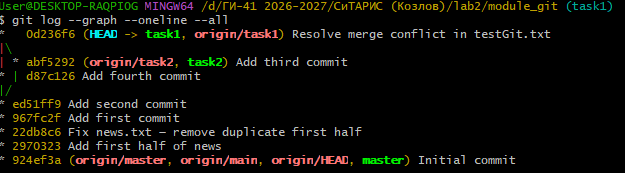 User@DESKTOP-RAQPIOG MINGW64 /d/ГИ-41 2026-2027/СиТАРИС (Козлов)/lab2/module_git (task1)
$ git log --graph --oneline --all
*   0d236f6 (HEAD -> task1, origin/task1) Resolve merge conflict in testGit.txt
|\
| * abf5292 (origin/task2, task2) Add third commit
* | d87c126 Add fourth commit
|/
* ed51ff9 Add second commit
* 967fc2f Add first commit
* 22db8c6 Fix news.txt — remove duplicate first half
* 2970323 Add first half of news
* 924ef3a (origin/master, origin/main, origin/HEAD, master) Initial commit